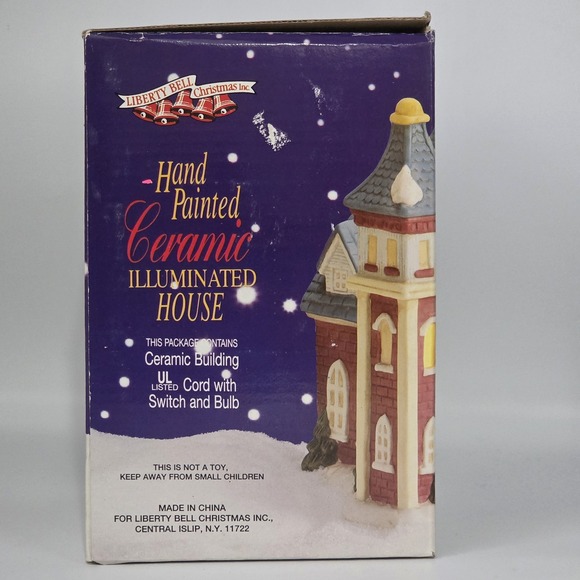 LIBERTY BELL Christmas Inc.
Hand
Painted
Ceramic
ILLUMINATED
HOUSE
THIS PACKAGE CONTAINS
Ceramic Building
UL LISTED Cord with
Switch and Bulb
THIS IS NOT A TOY,
KEEP AWAY FROM SMALL CHILDREN
MADE IN CHINA
FOR LIBERTY BELL CHRISTMAS INC.,
CENTRAL ISLIP, N.Y. 11722